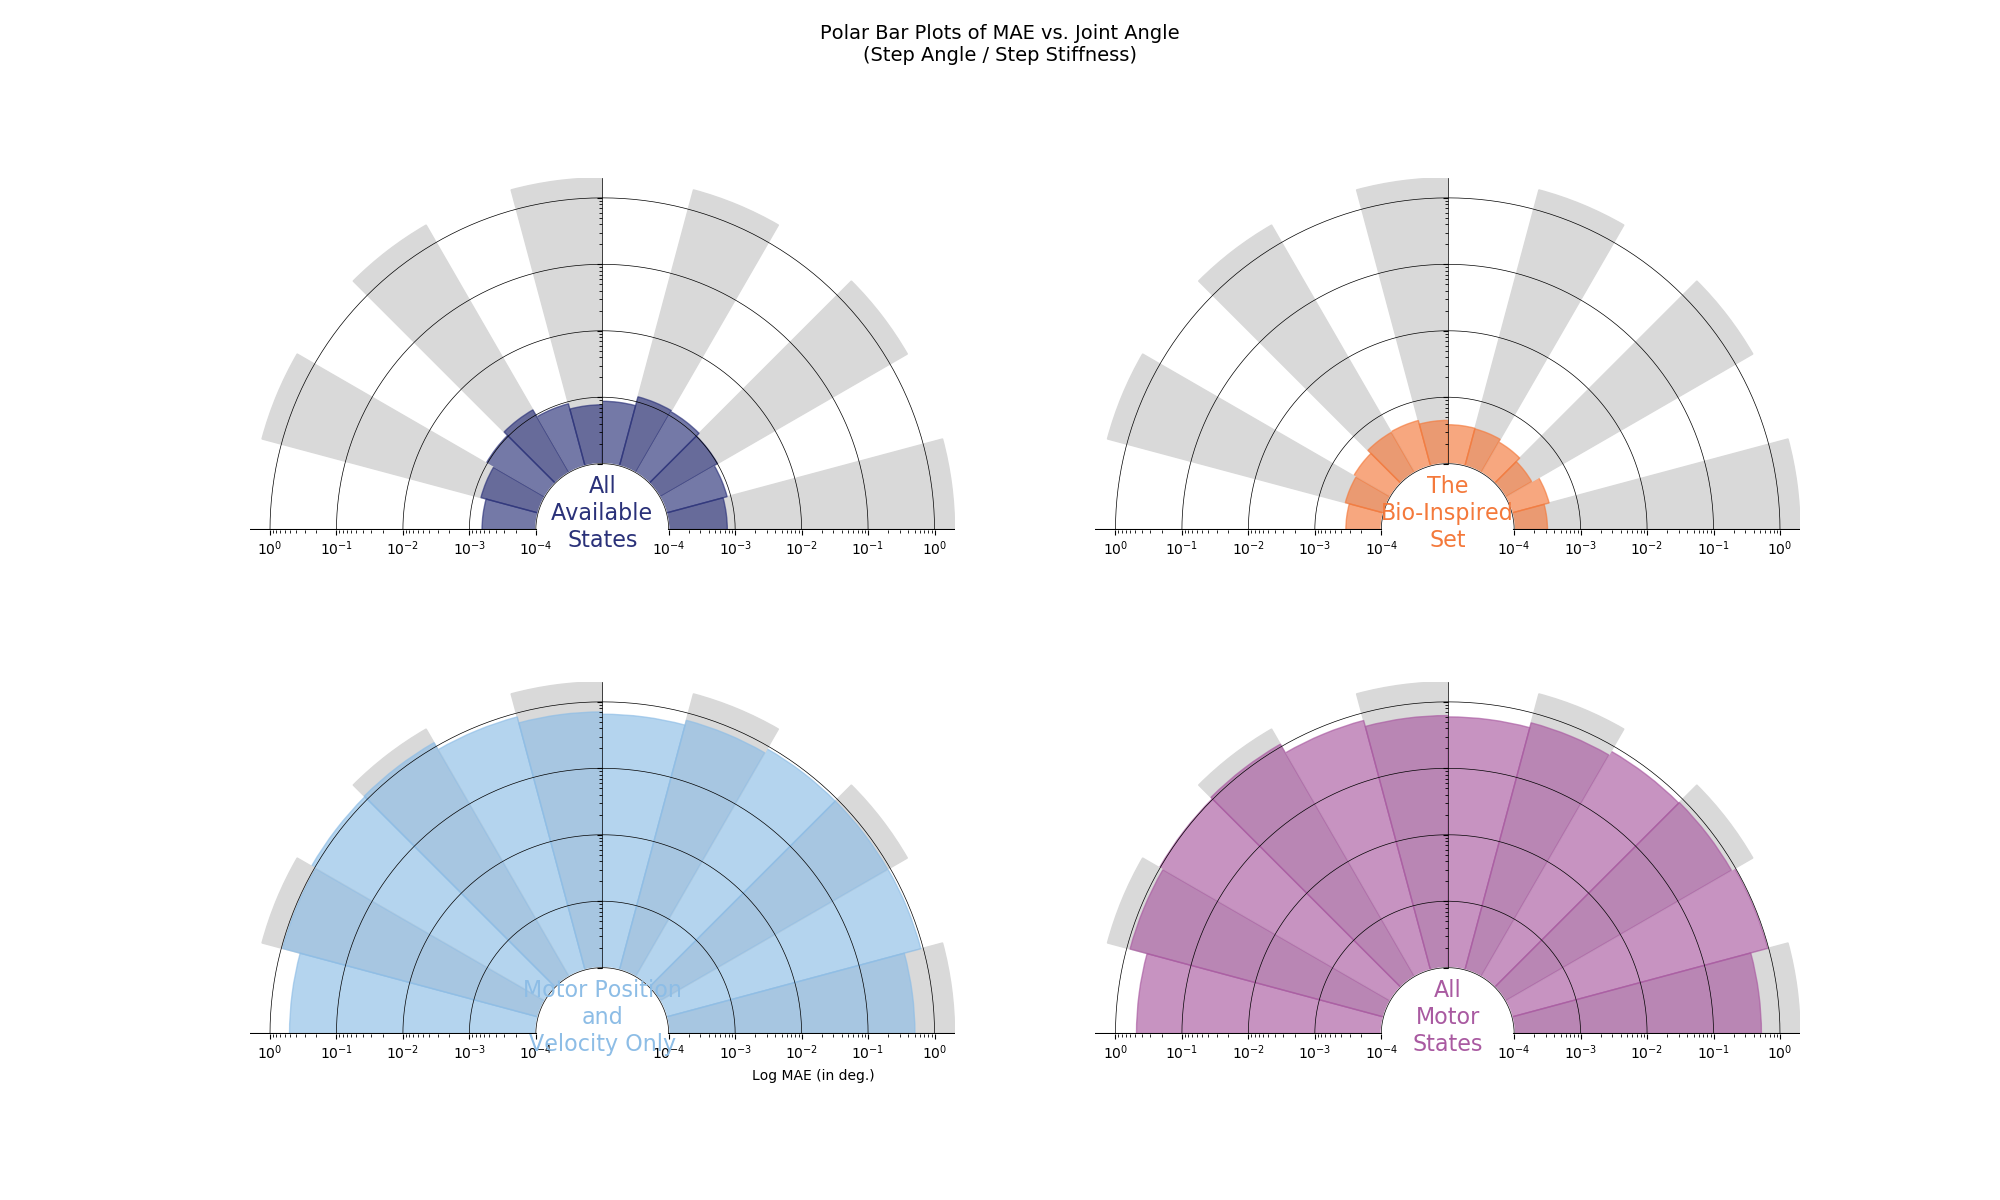 Polar Bar Plots of MAE vs. Joint Angle
(Step Angle / Step Stiffness)
All
Available
States
10⁰ 10⁻¹ 10⁻² 10⁻³ 10⁻⁴ 10⁻⁴ 10⁻³ 10⁻² 10⁻¹ 10⁰
The
Bio-Inspired
Set
10⁰ 10⁻¹ 10⁻² 10⁻³ 10⁻⁴ 10⁻⁴ 10⁻³ 10⁻² 10⁻¹ 10⁰
Motor Position
and
Velocity Only
10⁰ 10⁻¹ 10⁻² 10⁻³ 10⁻⁴ 10⁻⁴ 10⁻³ 10⁻² 10⁻¹ 10⁰
Log MAE (in deg.)
All
Motor
States
10⁰ 10⁻¹ 10⁻² 10⁻³ 10⁻⁴ 10⁻⁴ 10⁻³ 10⁻² 10⁻¹ 10⁰